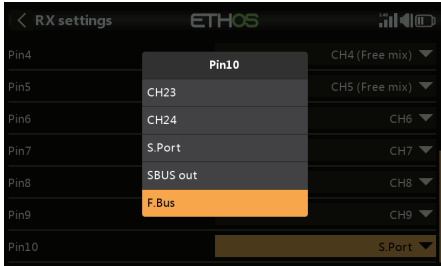 RX settings
ETHOS
Pin4
CH4 (Free mix)
Pin10
Pin5
CH5 (Free mix)
CH23
Pin6
CH6
CH24
Pin7
CH7
S.Port
Pin8
CH8
SBUS out
Pin9
CH9
F.Bus
Pin10
S.Port